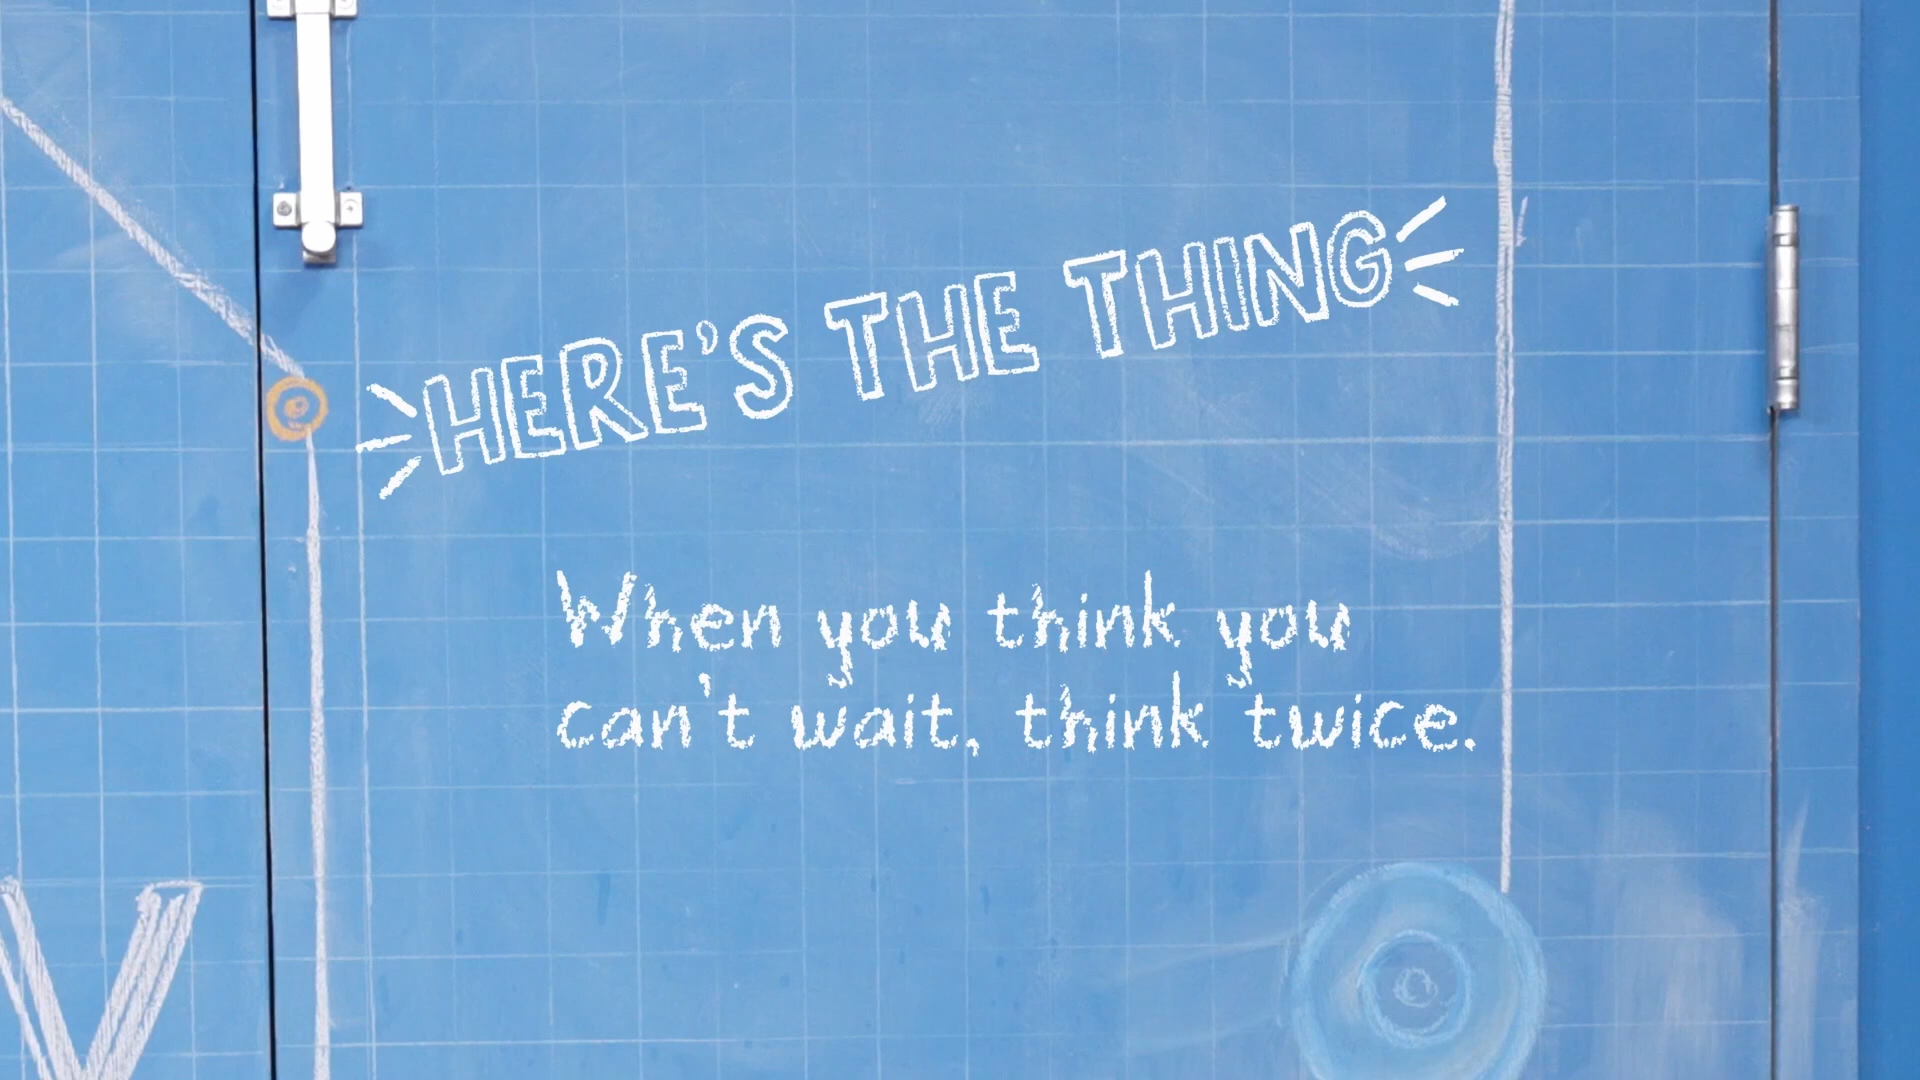 HERE'S THE THING
When you think you
can't wait, think twice.